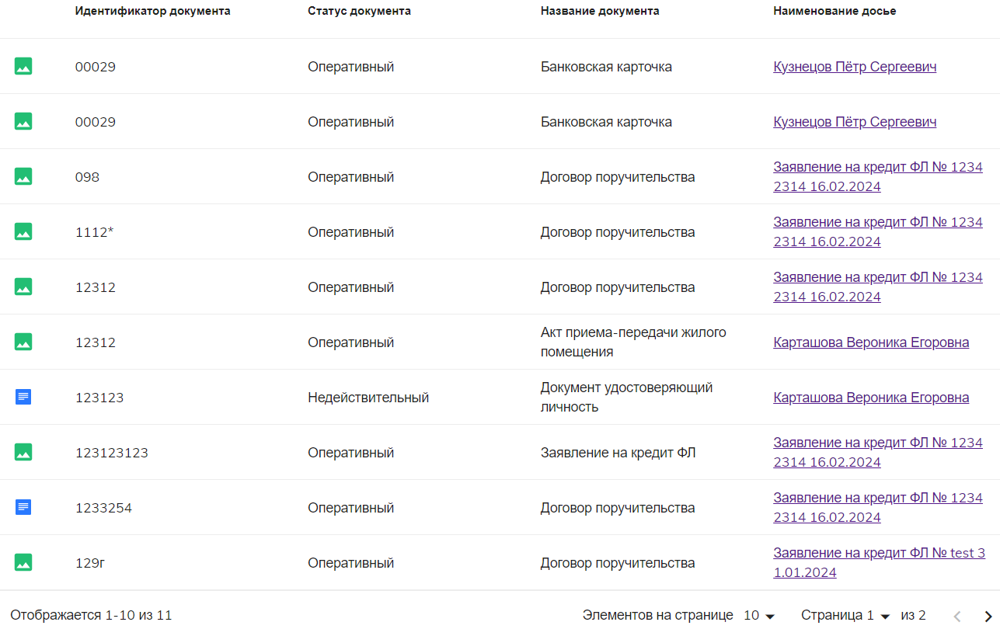 Идентификатор документа Статус документа Название документа Наименование досье
00029 Оперативный Банковская карточка Кузнецов Пётр Сергеевич
00029 Оперативный Банковская карточка Кузнецов Пётр Сергеевич
098 Оперативный Договор поручительства Заявление на кредит ФЛ № 1234
2314 16.02.2024
1112* Оперативный Договор поручительства Заявление на кредит ФЛ № 1234
2314 16.02.2024
12312 Оперативный Договор поручительства Заявление на кредит ФЛ № 1234
2314 16.02.2024
12312 Оперативный Акт приема-передачи жилого
помещения Карташова Вероника Егоровна
123123 Недействительный Документ удостоверяющий
личность Карташова Вероника Егоровна
123123123 Оперативный Заявление на кредит ФЛ Заявление на кредит ФЛ № 1234
2314 16.02.2024
1233254 Оперативный Договор поручительства Заявление на кредит ФЛ № 1234
2314 16.02.2024
129г Оперативный Договор поручительства Заявление на кредит ФЛ № test 3
1.01.2024
Отображается 1-10 из 11 Элементов на странице 10 Страница 1 из 2